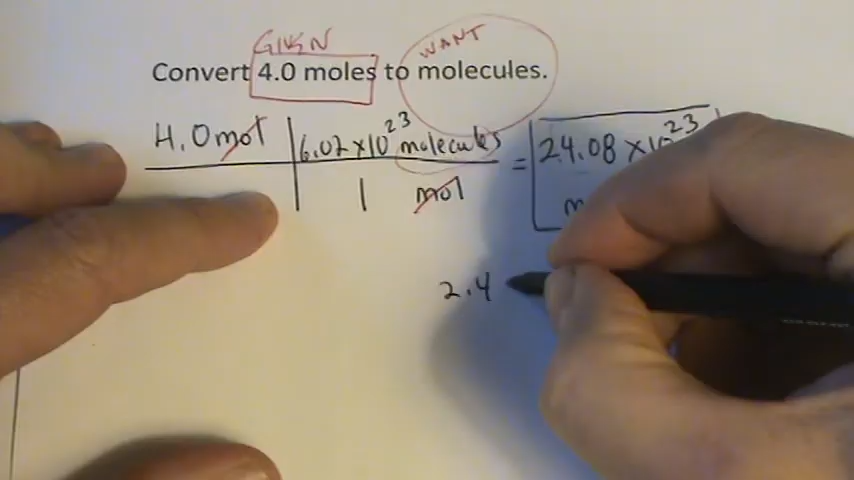 GIVEN WANT
Convert 4.0 moles to molecules.
4.0 mol 6.02 x 10^23 molecules = 24.08 x 10^23
1 mol
2.4